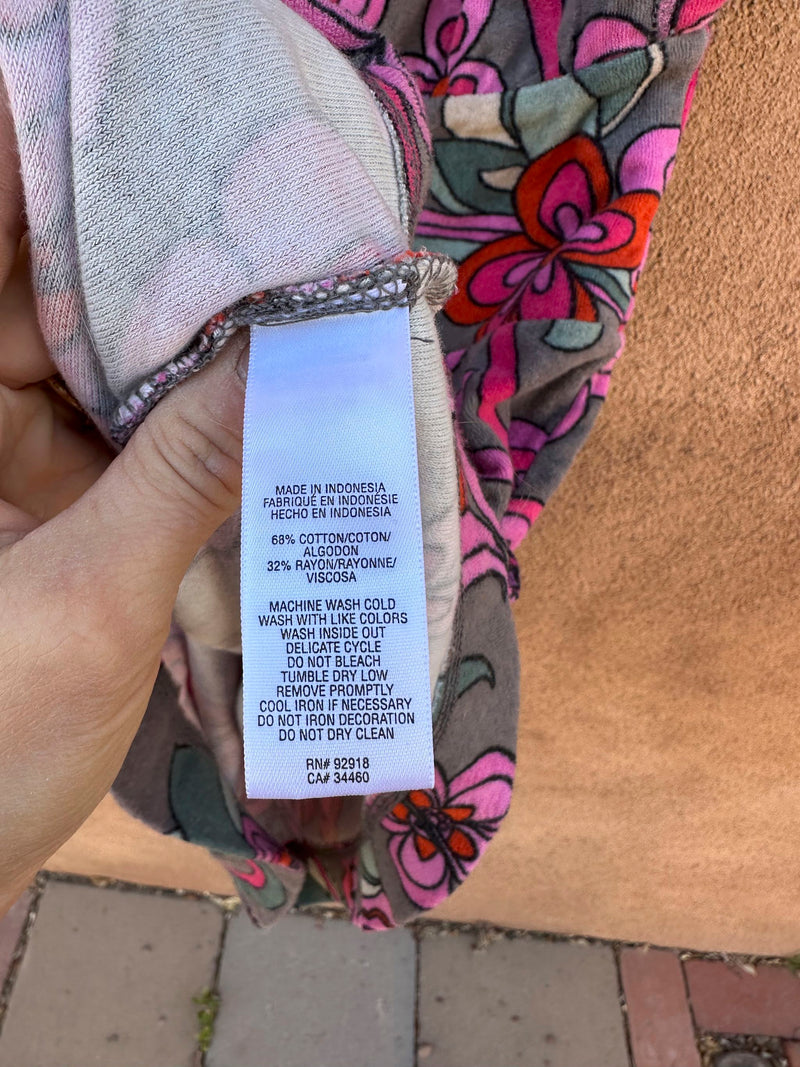 MADE IN INDONESIA
FABRIQUÉ EN INDONÉSIE
HECHO EN INDONESIA
68% COTTON/COTON/
ALGODON
32% RAYON/RAYONNE/
VISCOSA
MACHINE WASH COLD
WASH WITH LIKE COLORS
WASH INSIDE OUT
DELICATE CYCLE
DO NOT BLEACH
TUMBLE DRY LOW
REMOVE PROMPTLY
COOL IRON IF NECESSARY
DO NOT IRON DECORATION
DO NOT DRY CLEAN
RN# 92918
CA# 34460